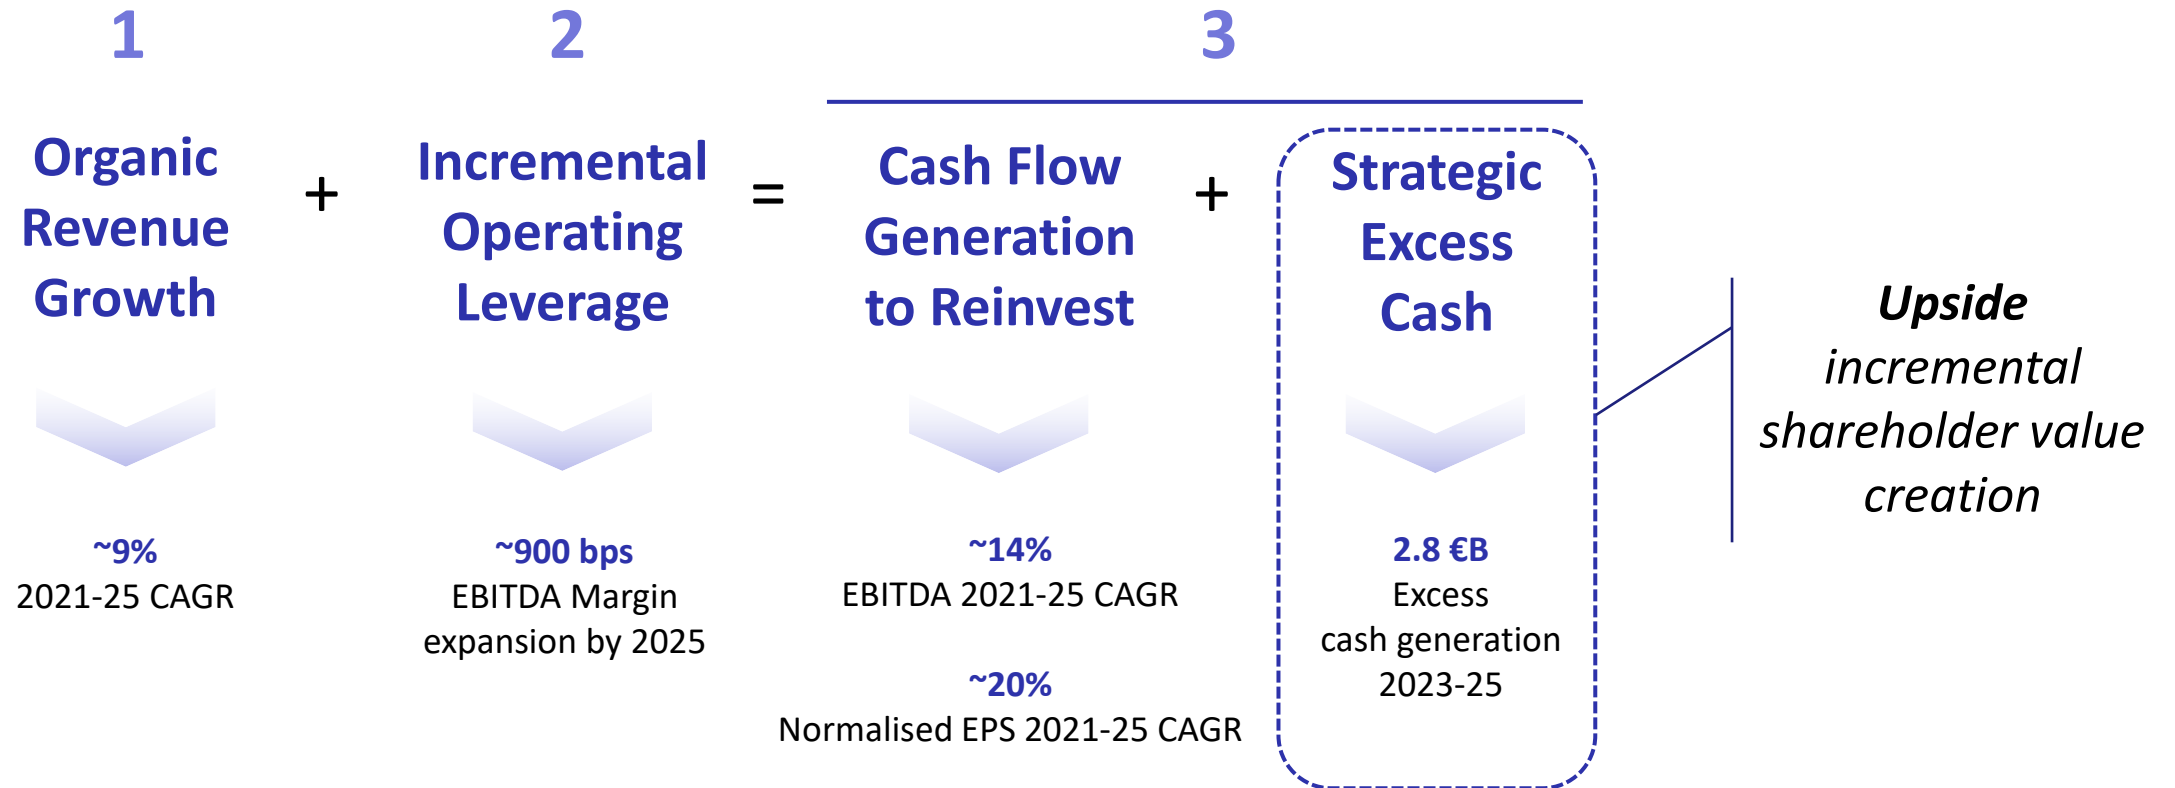 1
Organic
Revenue
Growth
~9%
2021-25 CAGR
+
2
Incremental
Operating
Leverage
~900 bps
EBITDA Margin
expansion by 2025
=
3
Cash Flow
Generation
to Reinvest
~14%
EBITDA 2021-25 CAGR
~20%
Normalised EPS 2021-25 CAGR
+
Strategic
Excess
Cash
2.8 €B
Excess
cash generation
2023-25
Upside
incremental
shareholder value
creation